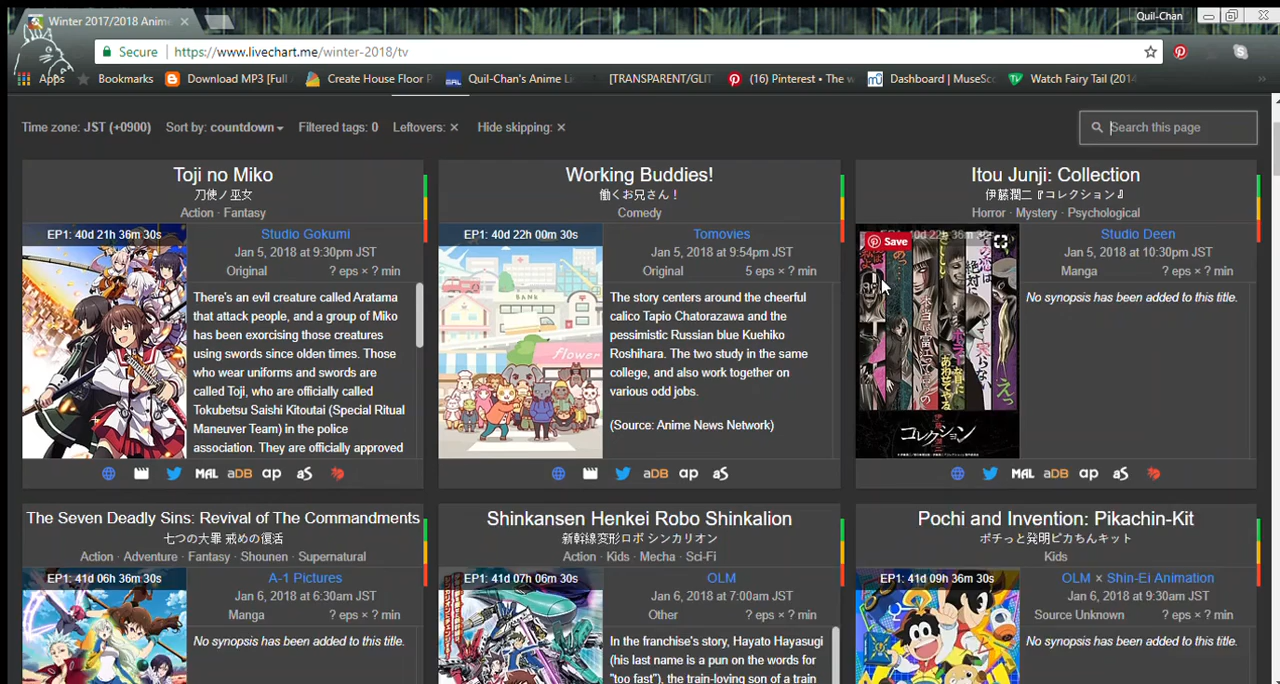 Winter 2017/2018 Anime
Quil-Chan
Secure https://www.livechart.me/winter-2018/tv
Apps Bookmarks Download MP3 [Full Create House Floor P Quil-Chan's Anime Li [TRANSPARENT/GLIT (16) Pinterest • The w Dashboard | MuseSc Watch Fairy Tail (2014
Time zone: JST (+0900) Sort by: countdown Filtered tags: 0 Leftovers: Hide skipping: Search this page
Toji no Miko
刀使ノ巫女
Action · Fantasy
EP1: 40d 21h 36m 30s
Studio Gokumi
Jan 5, 2018 at 9:30pm JST
Original ? eps × ? min
There's an evil creature called Aratama
that attack people, and a group of Miko
has been exorcising those creatures
using swords since olden times. Those
who wear uniforms and swords are
called Toji, who are officially called
Tokubetsu Saishi Kitoutai (Special Ritual
Maneuver Team) in the police
association. They are officially approved
MAL aDB ap aS
Working Buddies!
働くお兄さん！
Comedy
EP1: 40d 22h 00m 30s
BANK
flower
Tomovies
Jan 5, 2018 at 9:54pm JST
Original 5 eps × ? min
The story centers around the cheerful
calico Tapio Chatorazawa and the
pessimistic Russian blue Kuehiko
Roshihara. The two study in the same
college, and also work together on
various odd jobs.
(Source: Anime News Network)
aDB ap aS
Itou Junji: Collection
伊藤潤二『コレクション』
Horror · Mystery · Psychological
Save
コレクション
Studio Deen
Jan 5, 2018 at 10:30pm JST
Manga ? eps × ? min
No synopsis has been added to this title.
MAL aDB ap aS
The Seven Deadly Sins: Revival of The Commandments
七つの大罪 戒めの復活
Action · Adventure · Fantasy · Shounen · Supernatural
EP1: 41d 06h 36m 30s
A-1 Pictures
Jan 6, 2018 at 6:30am JST
Manga ? eps × ? min
No synopsis has been added to this title.
Shinkansen Henkei Robo Shinkalion
新幹線変形ロボ シンカリオン
Action · Kids · Mecha · Sci-Fi
EP1: 41d 07h 06m 30s
OLM
Jan 6, 2018 at 7:00am JST
Other ? eps × ? min
In the franchise's story, Hayato Hayasugi
(his last name is a pun on the words for
"too fast"), the train-loving son of a train
Pochi and Invention: Pikachin-Kit
ポチっと発明ピカちんキット
Kids
EP1: 41d 09h 36m 30s
OLM × Shin-Ei Animation
Jan 6, 2018 at 9:30am JST
Source Unknown ? eps × ? min
No synopsis has been added to this title.